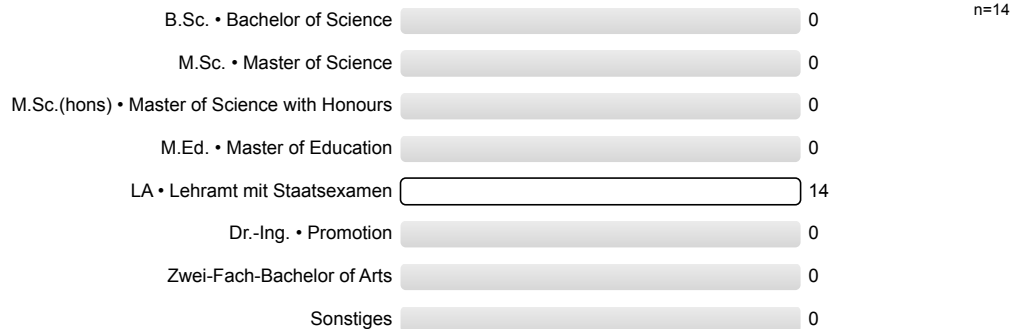 n=14
B.Sc. • Bachelor of Science 0
M.Sc. • Master of Science 0
M.Sc.(hons) • Master of Science with Honours 0
M.Ed. • Master of Education 0
LA • Lehramt mit Staatsexamen 14
Dr.-Ing. • Promotion 0
Zwei-Fach-Bachelor of Arts 0
Sonstiges 0